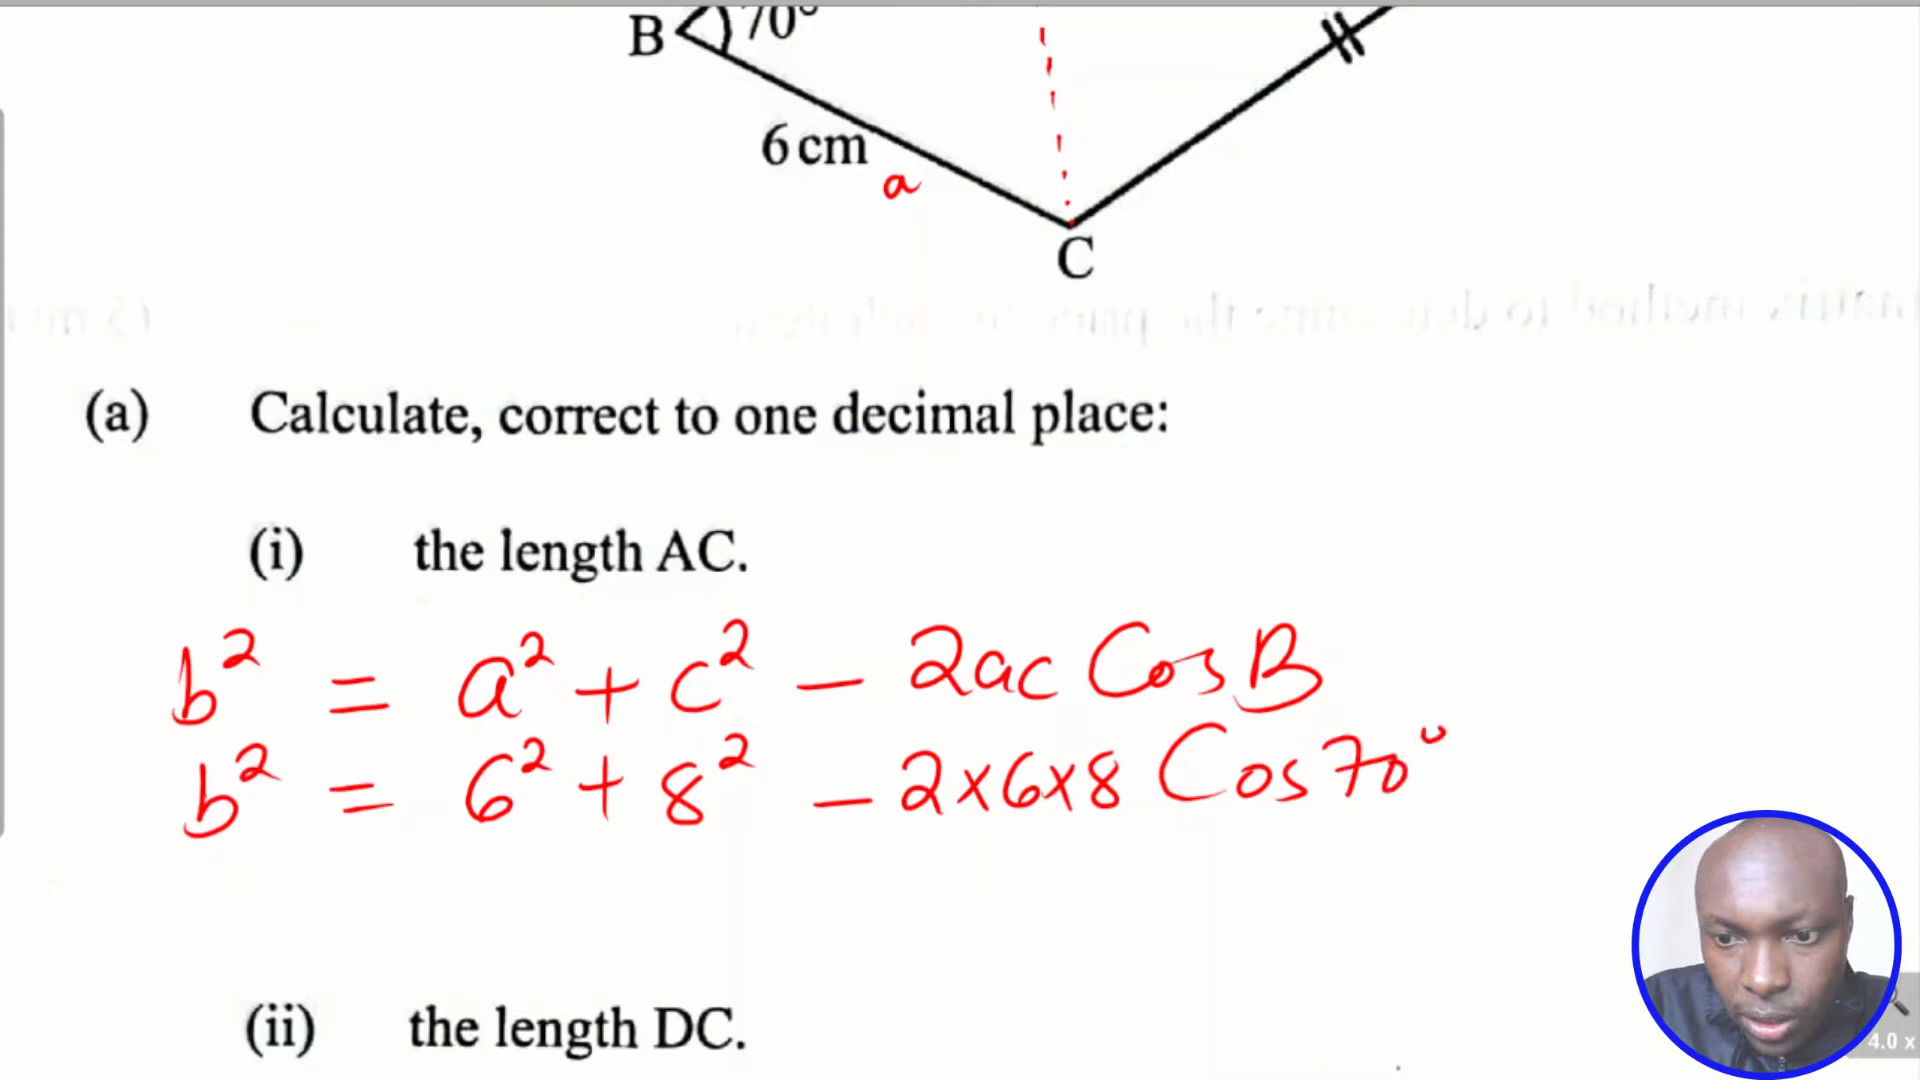 B 70°
6 cm
a
C
(a) Calculate, correct to one decimal place:
(i) the length AC.
b² = a² + c² – 2ac Cos B
b² = 6² + 8² – 2×6×8 Cos 70°
(ii) the length DC.
4.0 x